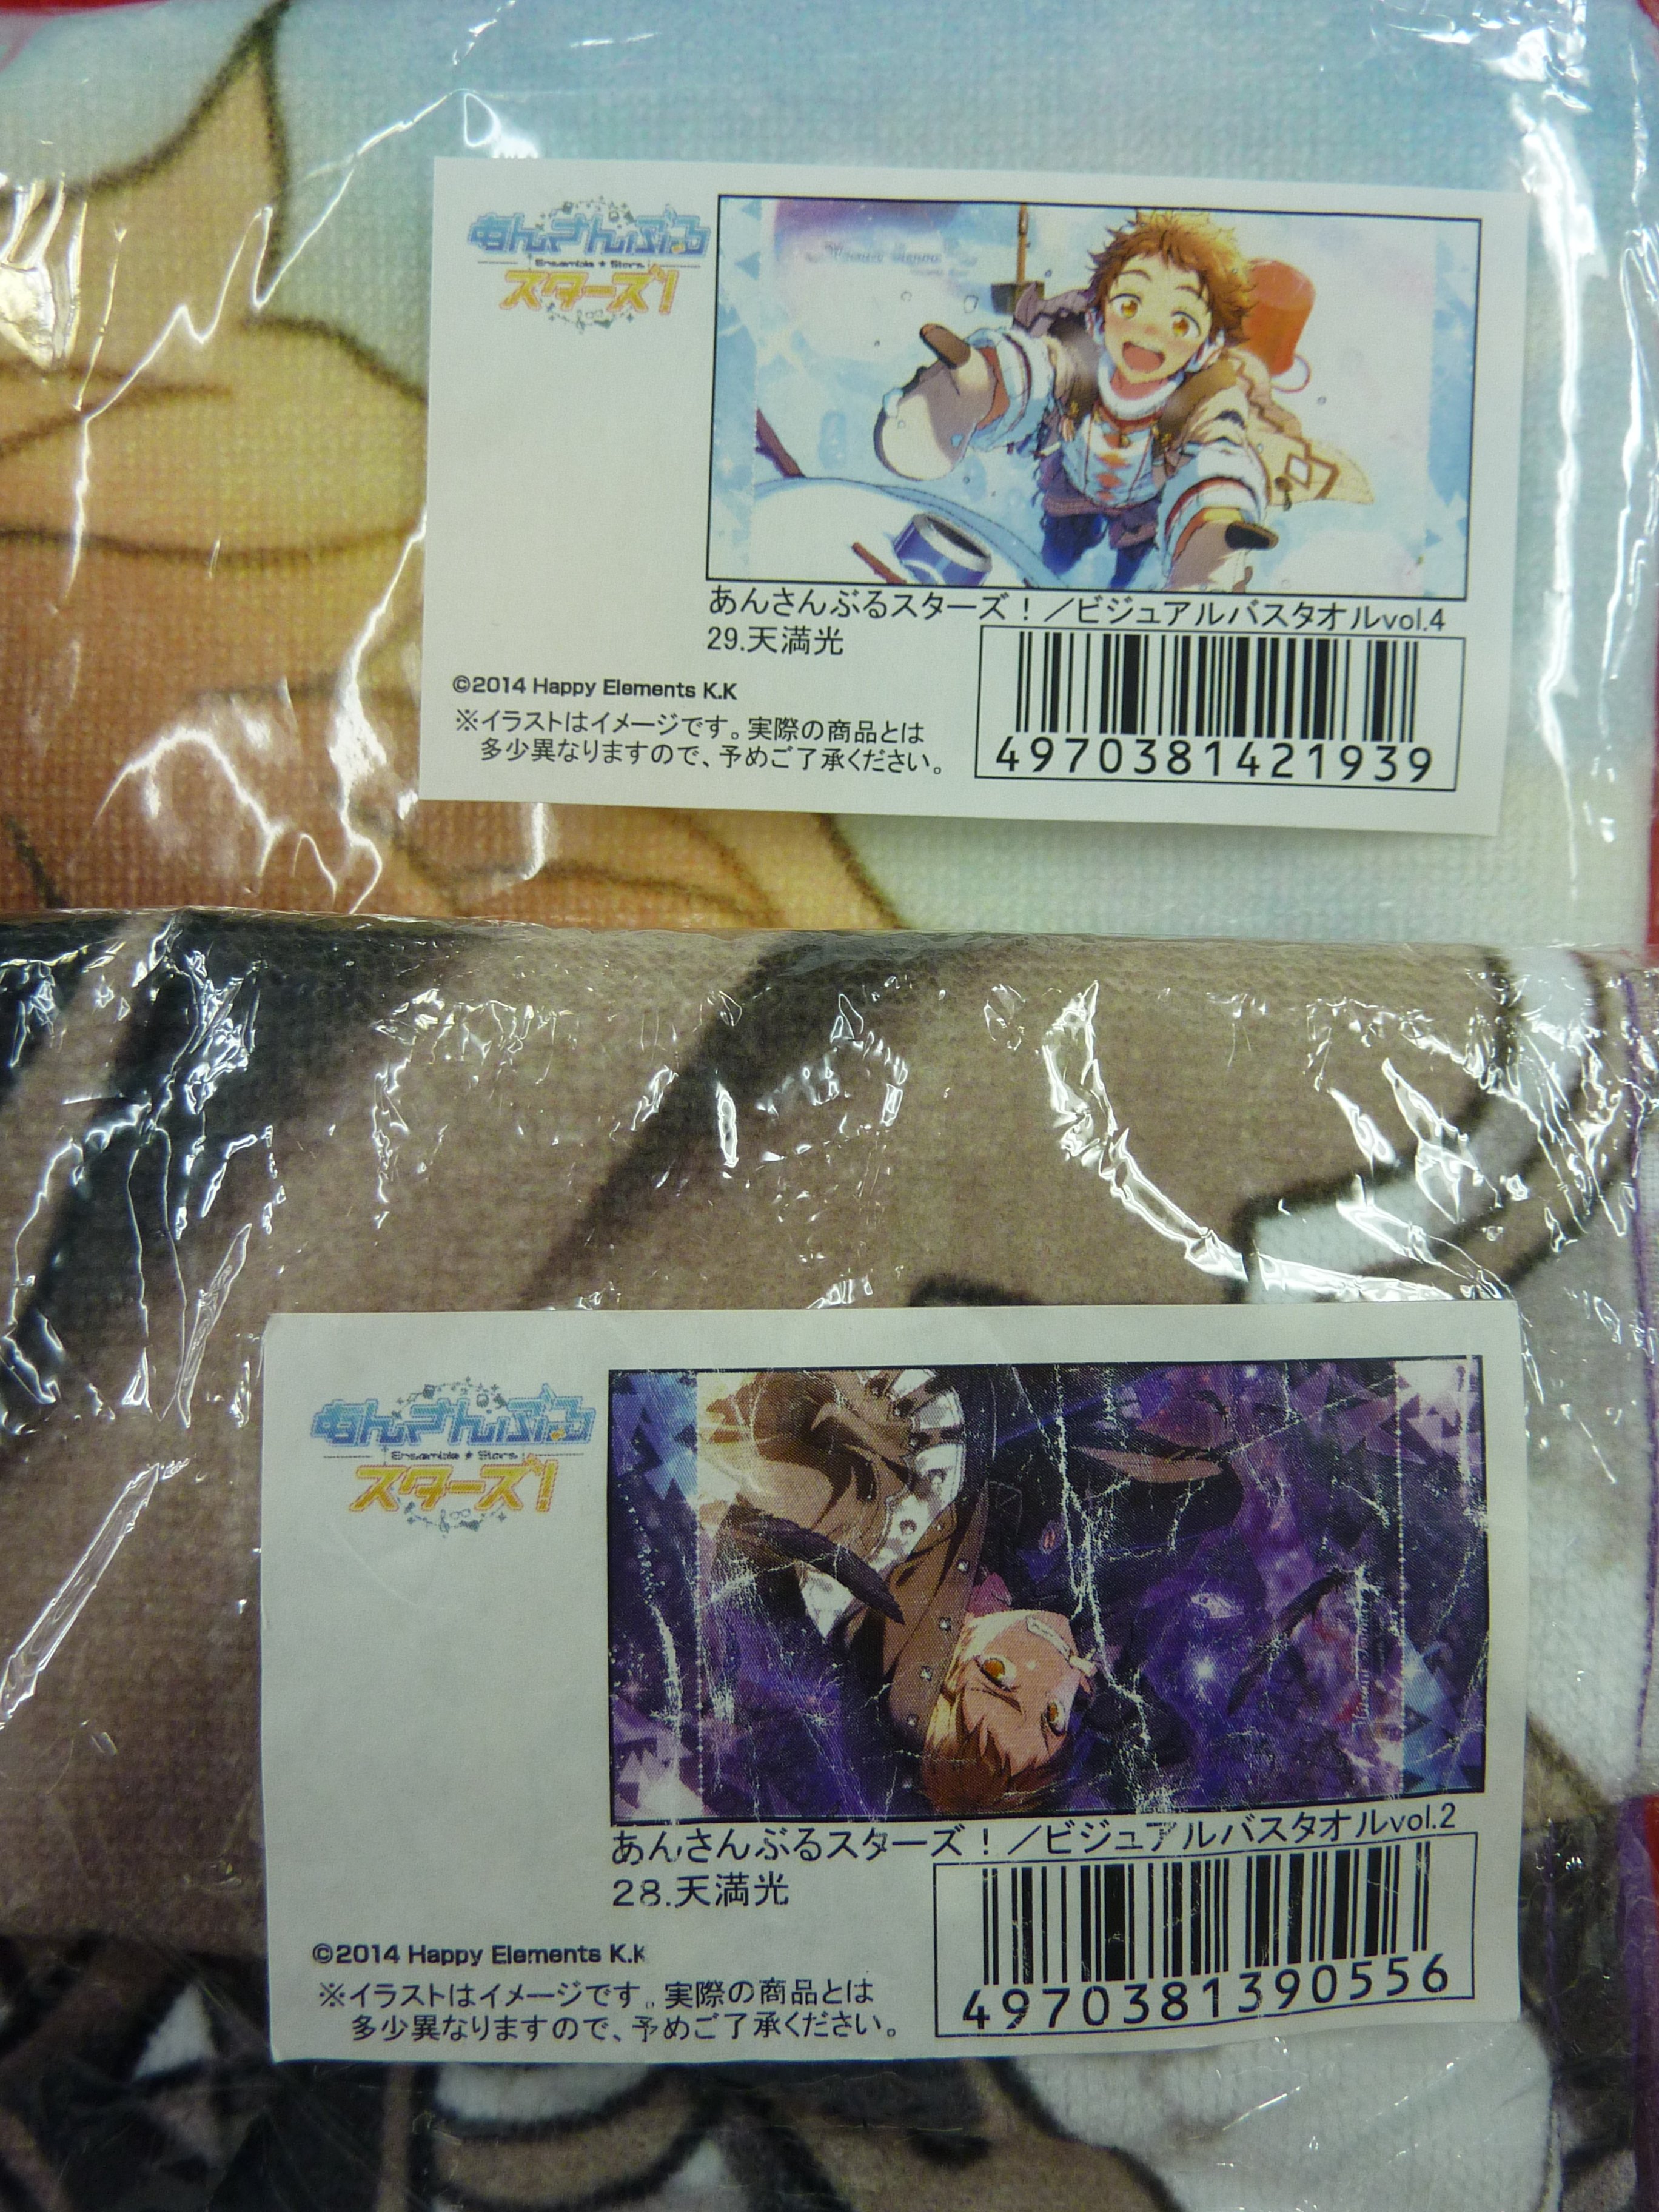 あんさんぶる
Ensemble ★ Stars
スターズ!
あんさんぶるスターズ！／ビジュアルバスタオルvol.4
29.天満光
©2014 Happy Elements K.K
※イラストはイメージです。実際の商品とは
多少異なりますので、予めご了承ください。
4970381421939
あんさんぶる
Ensemble ★ Stars
スターズ!
あんさんぶるスターズ！／ビジュアルバスタオルvol.2
28.天満光
©2014 Happy Elements K.K
※イラストはイメージです。実際の商品とは
多少異なりますので、予めご了承ください。
4970381390556